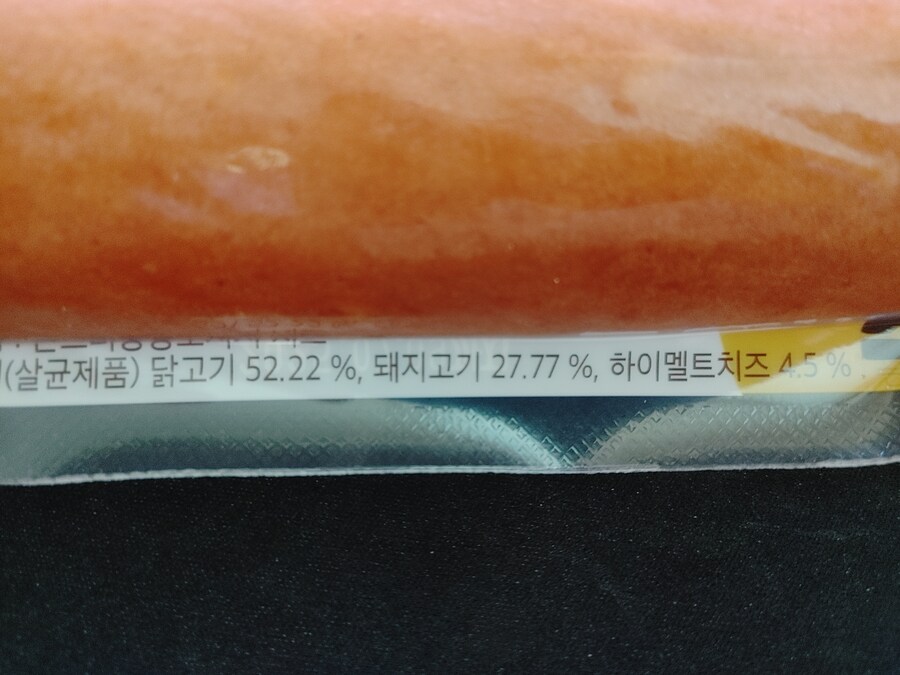 (살균제품) 닭고기 52.22 %, 돼지고기 27.77 %, 하이멜트치즈 4.5 %